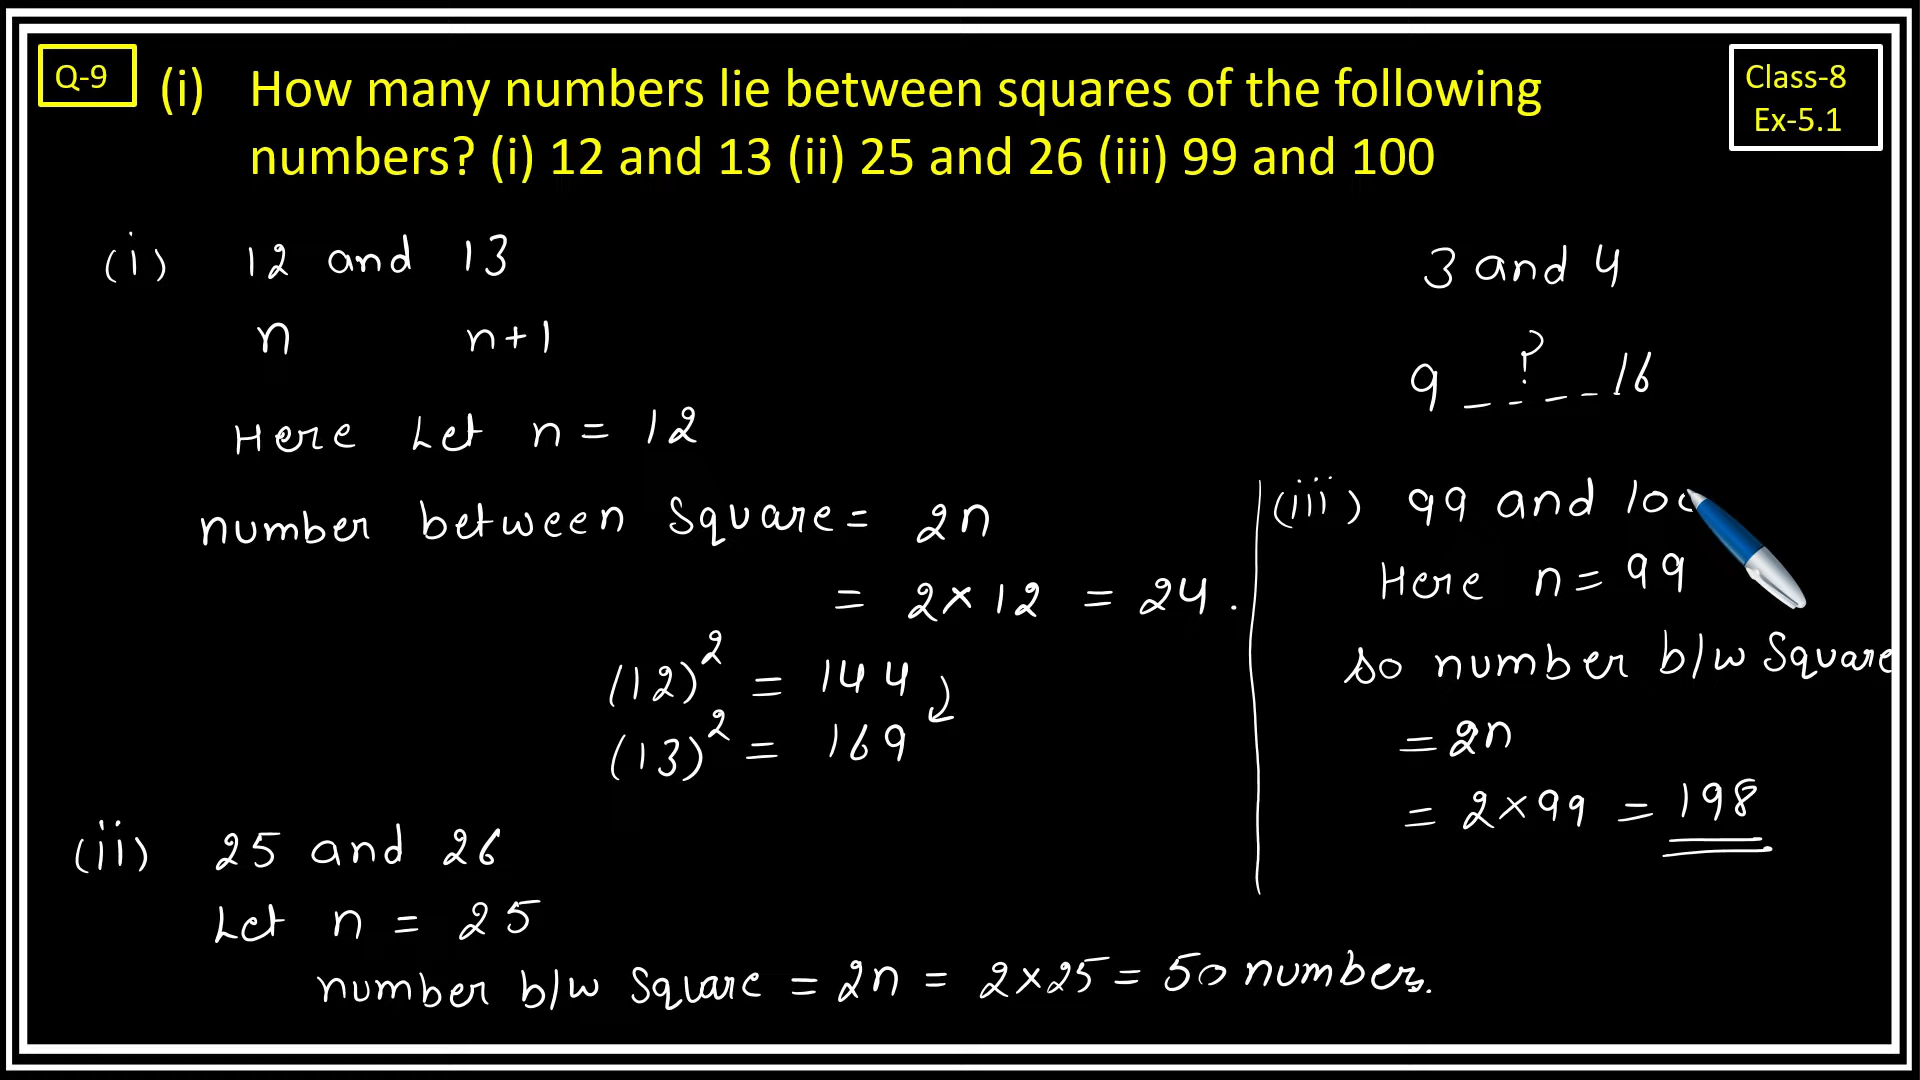 Q-9
(i) How many numbers lie between squares of the following
numbers? (i) 12 and 13 (ii) 25 and 26 (iii) 99 and 100
Class-8
Ex-5.1
(i) 12 and 13
n n+1
Here Let n = 12
number between square = 2n
= 2×12 = 24.
(12)² = 144
(13)² = 169
(ii) 25 and 26
Let n = 25
number b/w square = 2n = 2×25 = 50 numbers.
3 and 4
?
9 _ _ _ _ 16
(iii) 99 and 100
Here n = 99
so number b/w square
= 2n
= 2×99 = 198